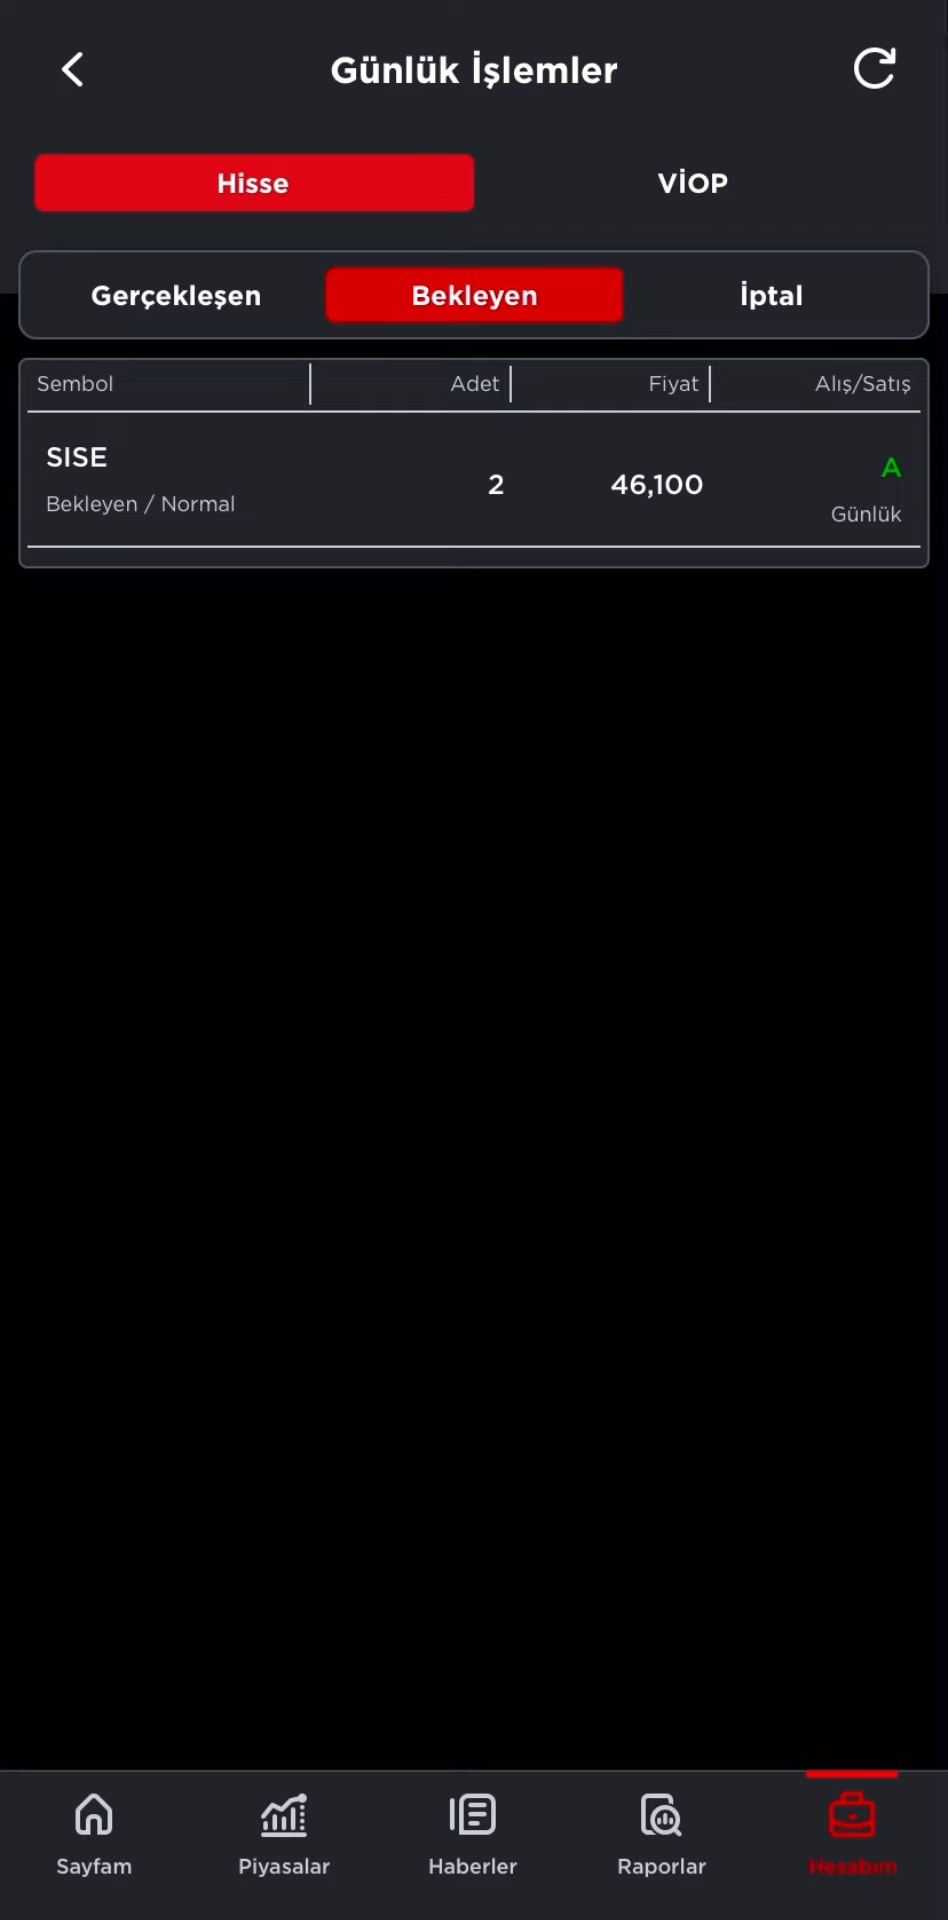 Günlük İşlemler
Hisse VİOP
Gerçekleşen Bekleyen İptal
Sembol Adet Fiyat Alış/Satış
SISE
Bekleyen / Normal
2 46,100
A
Günlük
Sayfam Piyasalar Haberler Raporlar Hesabım